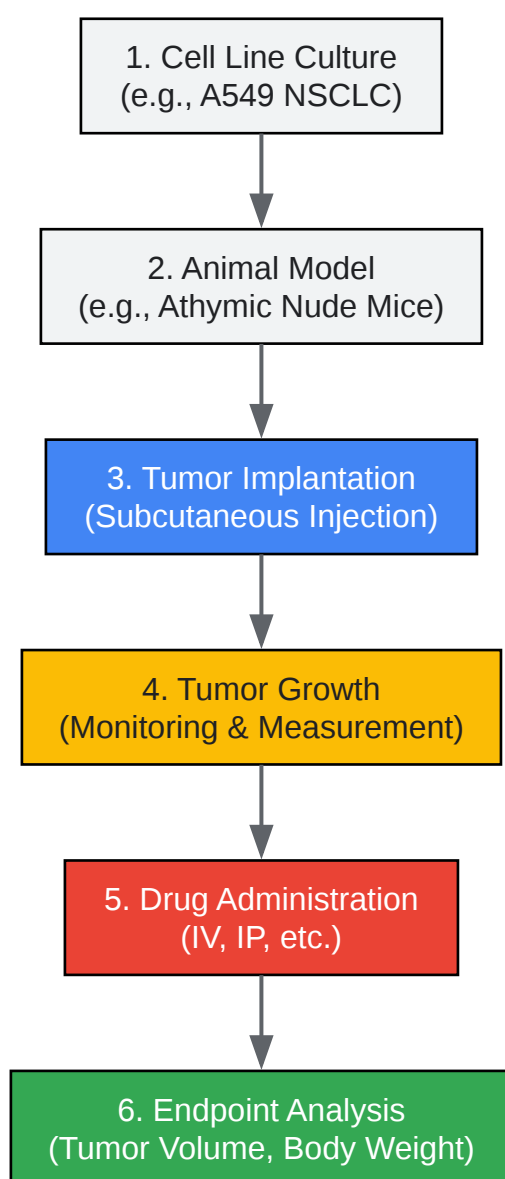 1. Cell Line Culture
(e.g., A549 NSCLC)
2. Animal Model
(e.g., Athymic Nude Mice)
3. Tumor Implantation
(Subcutaneous Injection)
4. Tumor Growth
(Monitoring & Measurement)
5. Drug Administration
(IV, IP, etc.)
6. Endpoint Analysis
(Tumor Volume, Body Weight)